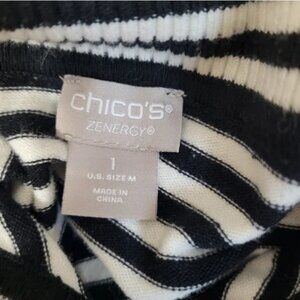 chico's®
ZENERGY®
1
U.S. SIZE M
MADE IN
CHINA